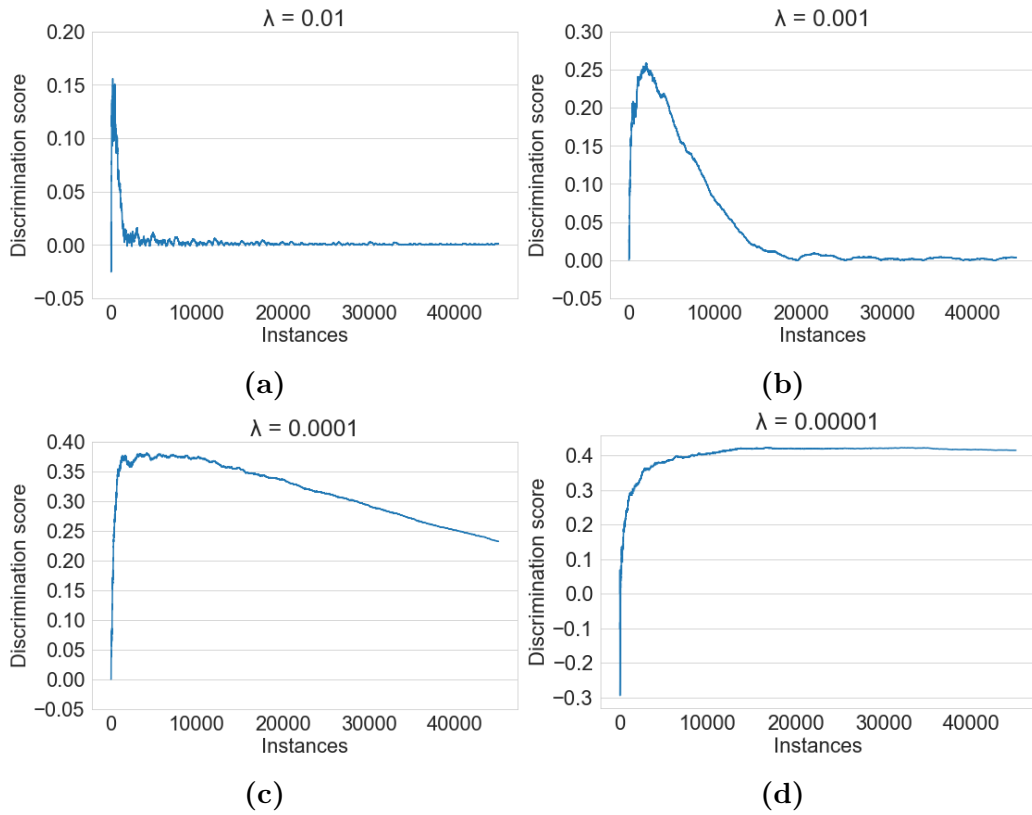 λ = 0.01
0.20
0.15
0.10
0.05
0.00
−0.05
Discrimination score
0 10000 20000 30000 40000
Instances
(a)
λ = 0.001
0.30
0.25
0.20
0.15
0.10
0.05
0.00
−0.05
Discrimination score
0 10000 20000 30000 40000
Instances
(b)
λ = 0.0001
0.40
0.35
0.30
0.25
0.20
0.15
0.10
0.05
0.00
−0.05
Discrimination score
0 10000 20000 30000 40000
Instances
(c)
λ = 0.00001
0.4
0.3
0.2
0.1
0.0
−0.1
−0.2
−0.3
Discrimination score
0 10000 20000 30000 40000
Instances
(d)